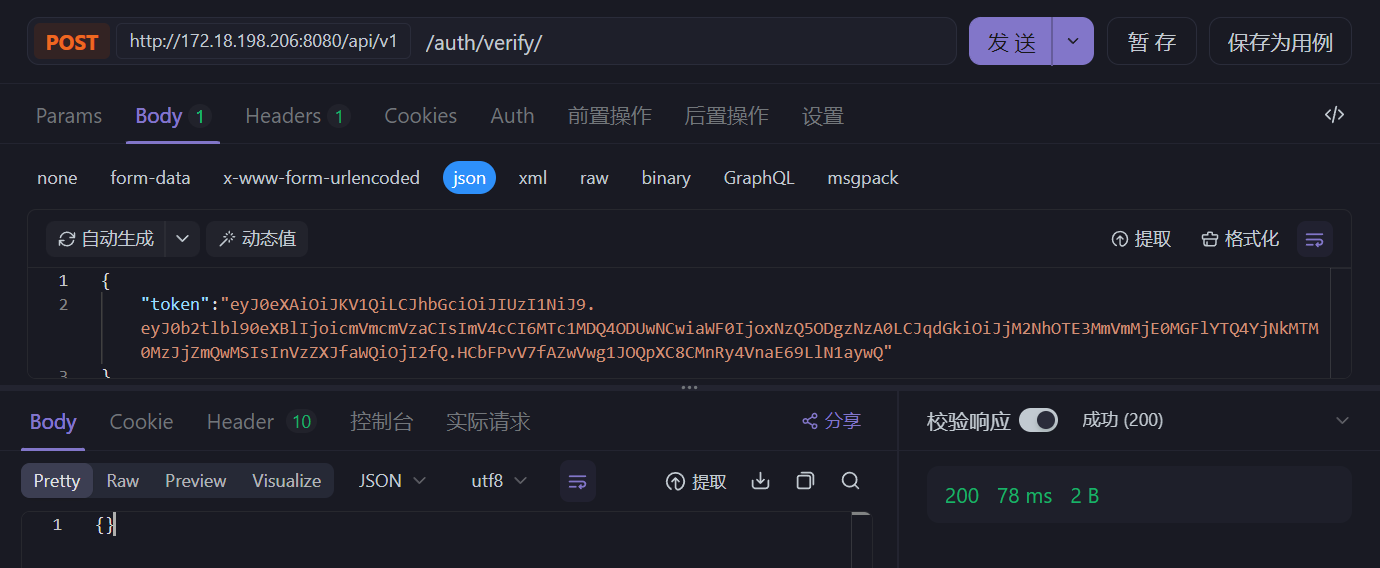 POST http://172.18.198.206:8080/api/v1 /auth/verify/ 发 送 暂 存 保存为用例
Params Body 1 Headers 1 Cookies Auth 前置操作 后置操作 设置
none form-data x-www-form-urlencoded json xml raw binary GraphQL msgpack
自动生成 动态值 提取 格式化
1 {
2 "token":"eyJ0eXAiOiJKV1QiLCJhbGciOiJIUzI1NiJ9.
eyJ0b2tlbl90eXBlIjoicmVmcmVzaCIsImV4cCI6MTc1MDQ4ODUwNCwiaWF0IjoxNzQ5ODgzNzA0LCJqdGkiOiJjM2NhOTE3MmVmMjE0MGFlYTQ4YjNkMTM
0MzJjZmQwMSIsInVzZXJfaWQiOjI2fQ.HCbFPvV7fAZwVwg1JOQpXC8CMnRy4VnaE69LlN1aywQ"
3 }
Body Cookie Header 10 控制台 实际请求 分享
校验响应 成功 (200)
Pretty Raw Preview Visualize JSON utf8 提取
200 78 ms 2 B
1 {}